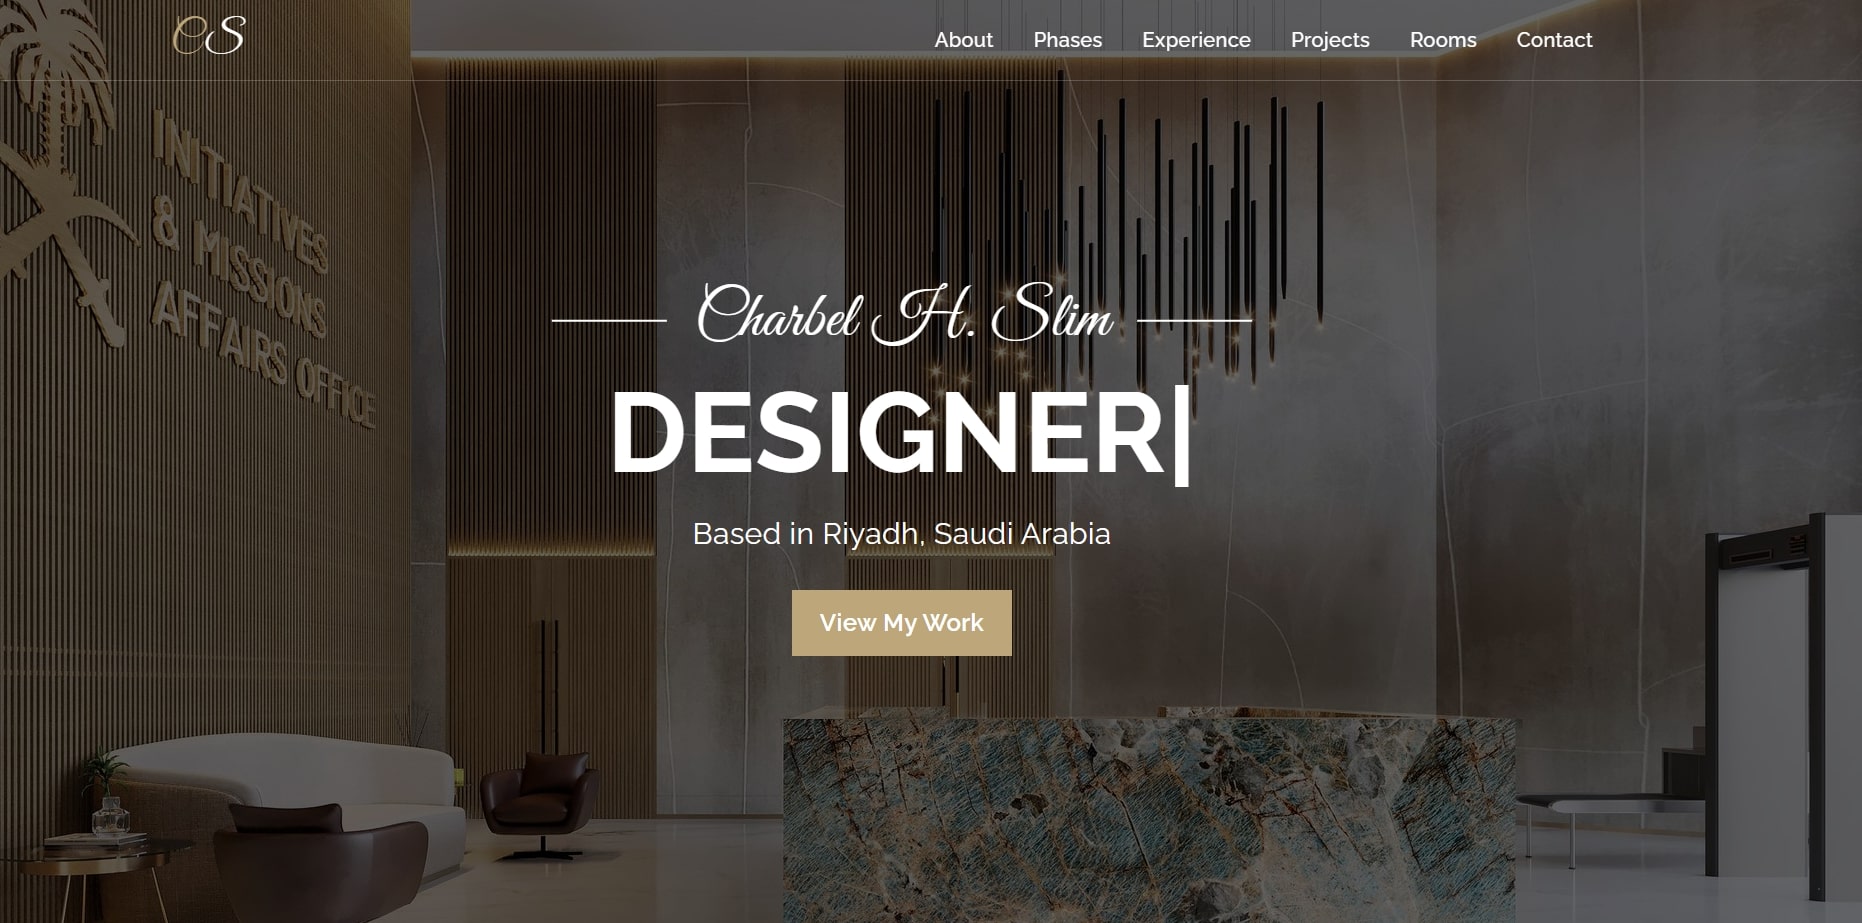 CS
About Phases Experience Projects Rooms Contact
INITIATIVES
& MISSIONS
AFFAIRS OFFICE
Charbel H. Slim
DESIGNER|
Based in Riyadh, Saudi Arabia
View My Work